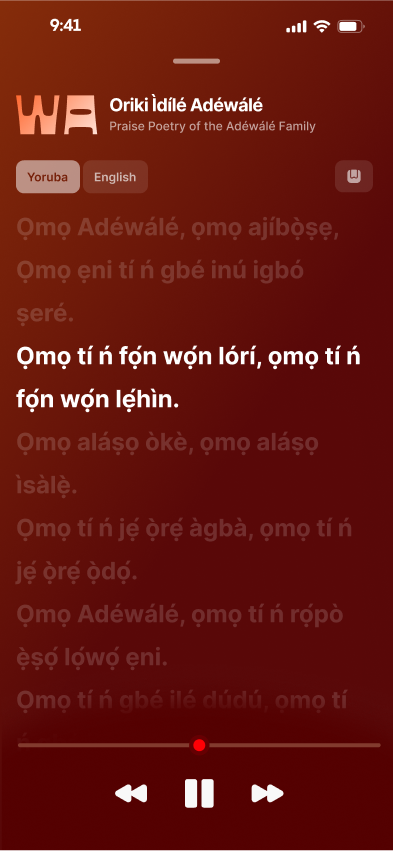 9:41
WA
Oriki Ìdílé Adéwálé
Praise Poetry of the Adéwálé Family
Yoruba
English
Ọmọ Adéwálé, ọmọ ajíbọ̀ṣẹ,
Ọmọ ẹni tí ń gbé inú igbó
ṣeré.
Ọmọ tí ń fọ́n wọ́n lórí, ọmọ tí ń
fọ́n wọ́n lẹ́hìn.
Ọmọ aláṣọ òkè, ọmọ aláṣọ
ìsàlẹ̀.
Ọmọ tí ń jẹ́ ọ̀rẹ́ àgbà, ọmọ tí ń
jẹ́ ọ̀rẹ́ ọ̀dọ́.
Ọmọ Adéwálé, ọmọ tí ń rọ́pò
ẹ̀ṣọ́ lọ́wọ́ ẹni.
Ọmọ tí ń gbé ilé dúdú, ọmọ tí